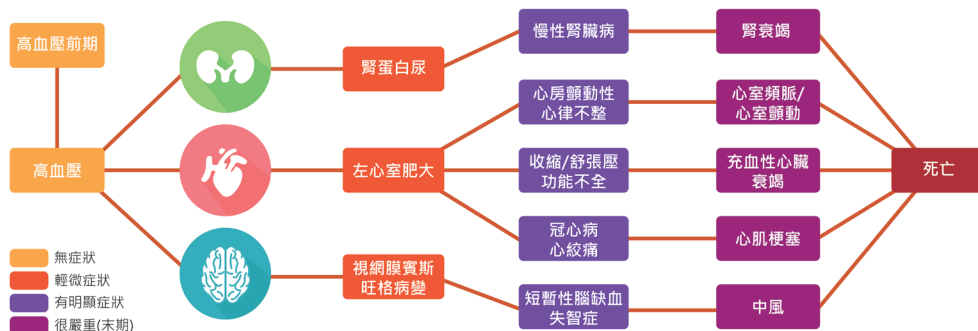 高血壓前期
高血壓
腎蛋白尿
左心室肥大
視網膜賓斯
旺格病變
慢性腎臟病
心房顫動性
心律不整
收縮/舒張壓
功能不全
冠心病
心絞痛
短暫性腦缺血
失智症
腎衰竭
心室頻脈/
心室顫動
充血性心臟
衰竭
心肌梗塞
中風
死亡
無症狀
輕微症狀
有明顯症狀
很嚴重(末期)